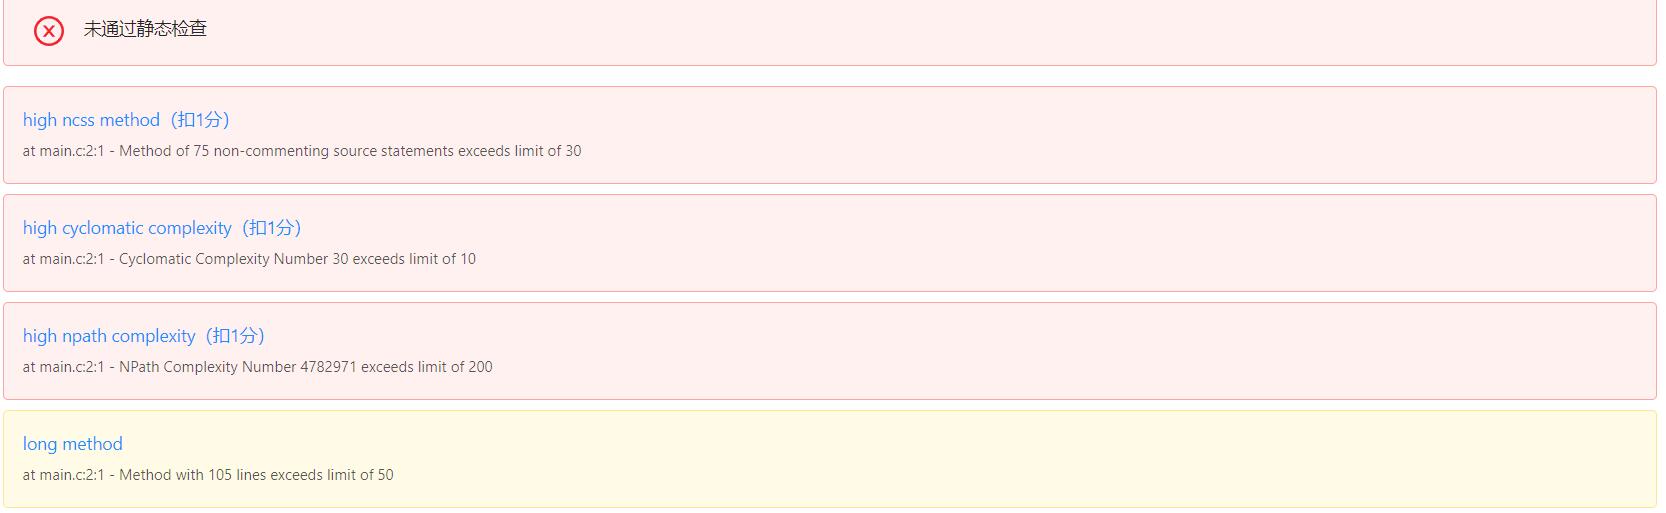 未通过静态检查
high ncss method（扣1分）
at main.c:2:1 - Method of 75 non-commenting source statements exceeds limit of 30
high cyclomatic complexity（扣1分）
at main.c:2:1 - Cyclomatic Complexity Number 30 exceeds limit of 10
high npath complexity（扣1分）
at main.c:2:1 - NPath Complexity Number 4782971 exceeds limit of 200
long method
at main.c:2:1 - Method with 105 lines exceeds limit of 50